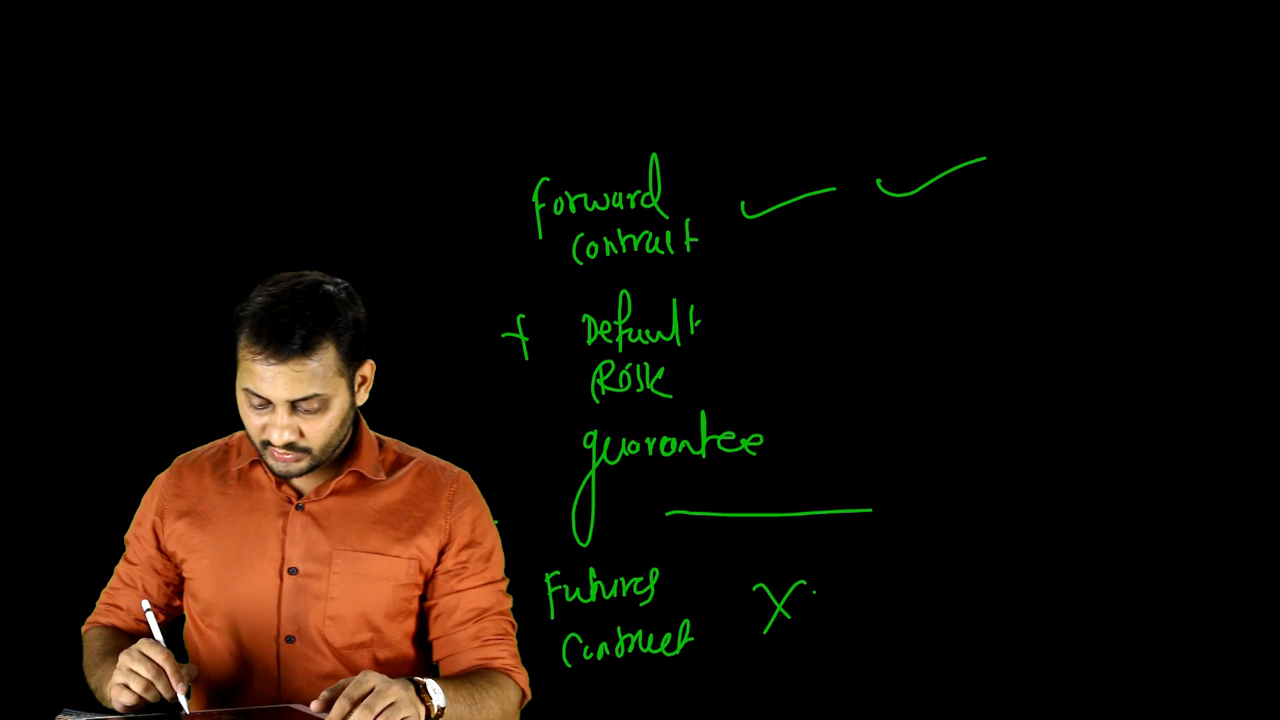 Forward
Contract
+ Default
Risk
guarantee
Futures
Contract X